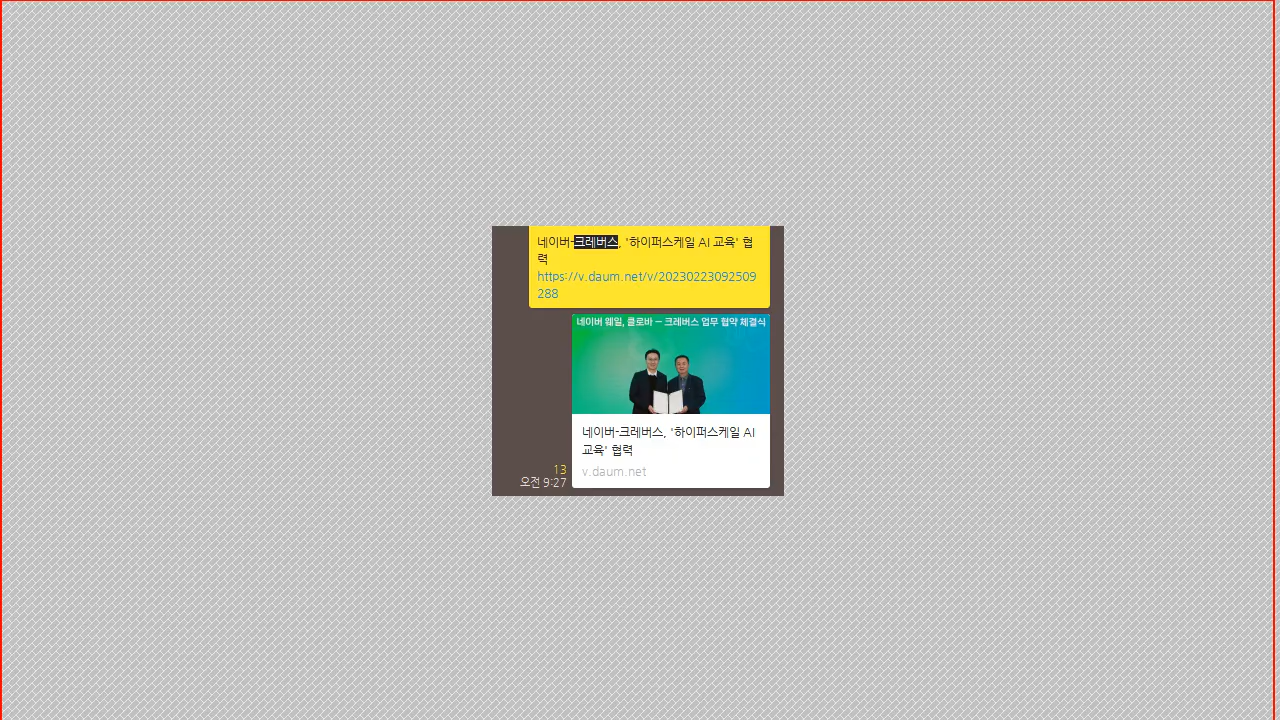 네이버-크레버스, '하이퍼스케일 AI 교육' 협
력
https://v.daum.net/v/20230223092509
288
네이버 웨일, 클로바 – 크레버스 업무 협약 체결식
네이버-크레버스, '하이퍼스케일 AI
교육' 협력
v.daum.net
13
오전 9:27